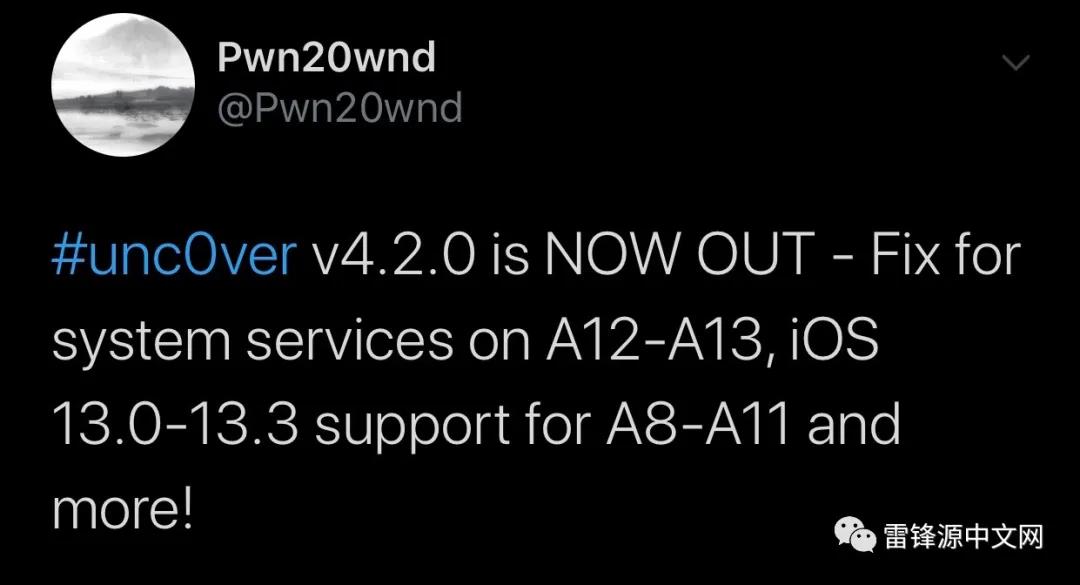 Pwn20wnd
@Pwn20wnd
#unc0ver v4.2.0 is NOW OUT - Fix for
system services on A12-A13, iOS
13.0-13.3 support for A8-A11 and
more!
雷锋源中文网